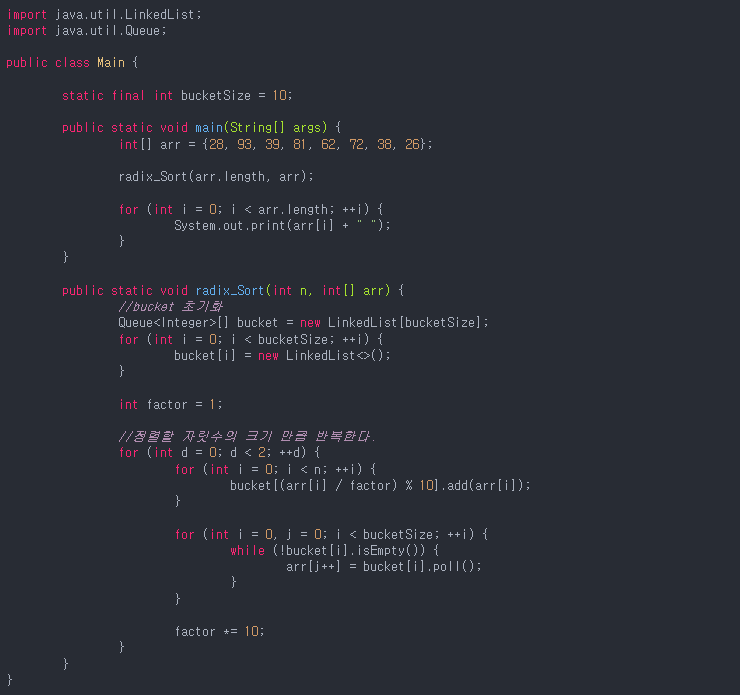 import java.util.LinkedList;
import java.util.Queue;
public class Main {
static final int bucketSize = 10;
public static void main(String[] args) {
int[] arr = {28, 93, 39, 81, 62, 72, 38, 26};
radix_Sort(arr.length, arr);
for (int i = 0; i < arr.length; ++i) {
System.out.print(arr[i] + " ");
}
}
public static void radix_Sort(int n, int[] arr) {
//bucket 초기화
Queue<Integer>[] bucket = new LinkedList[bucketSize];
for (int i = 0; i < bucketSize; ++i) {
bucket[i] = new LinkedList<>();
}
int factor = 1;
//정렬할 자릿수의 크기 만큼 반복한다.
for (int d = 0; d < 2; ++d) {
for (int i = 0; i < n; ++i) {
bucket[(arr[i] / factor) % 10].add(arr[i]);
}
for (int i = 0, j = 0; i < bucketSize; ++i) {
while (!bucket[i].isEmpty()) {
arr[j++] = bucket[i].poll();
}
}
factor *= 10;
}
}
}